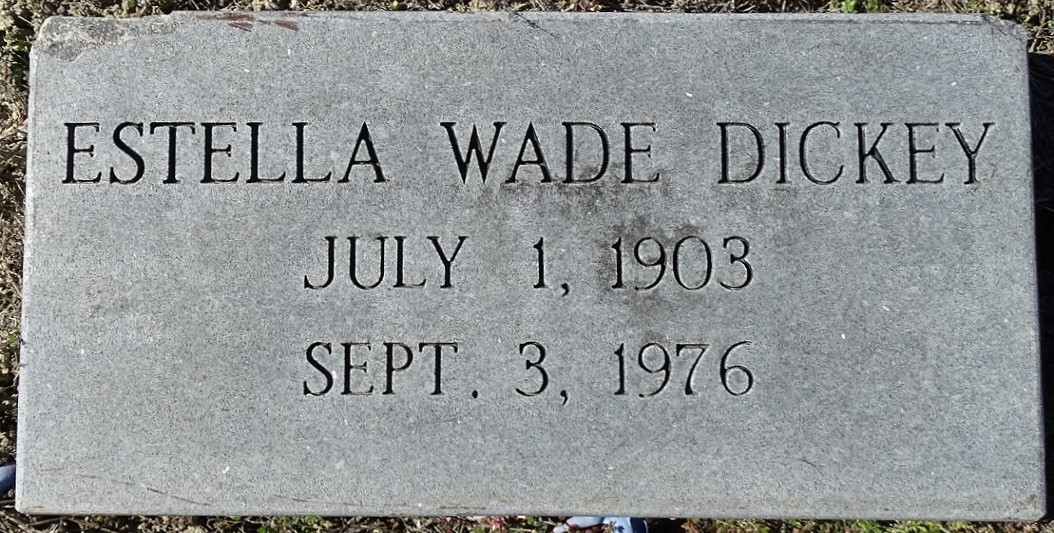 ESTELLA WADE DICKEY
JULY 1, 1903
SEPT. 3, 1976